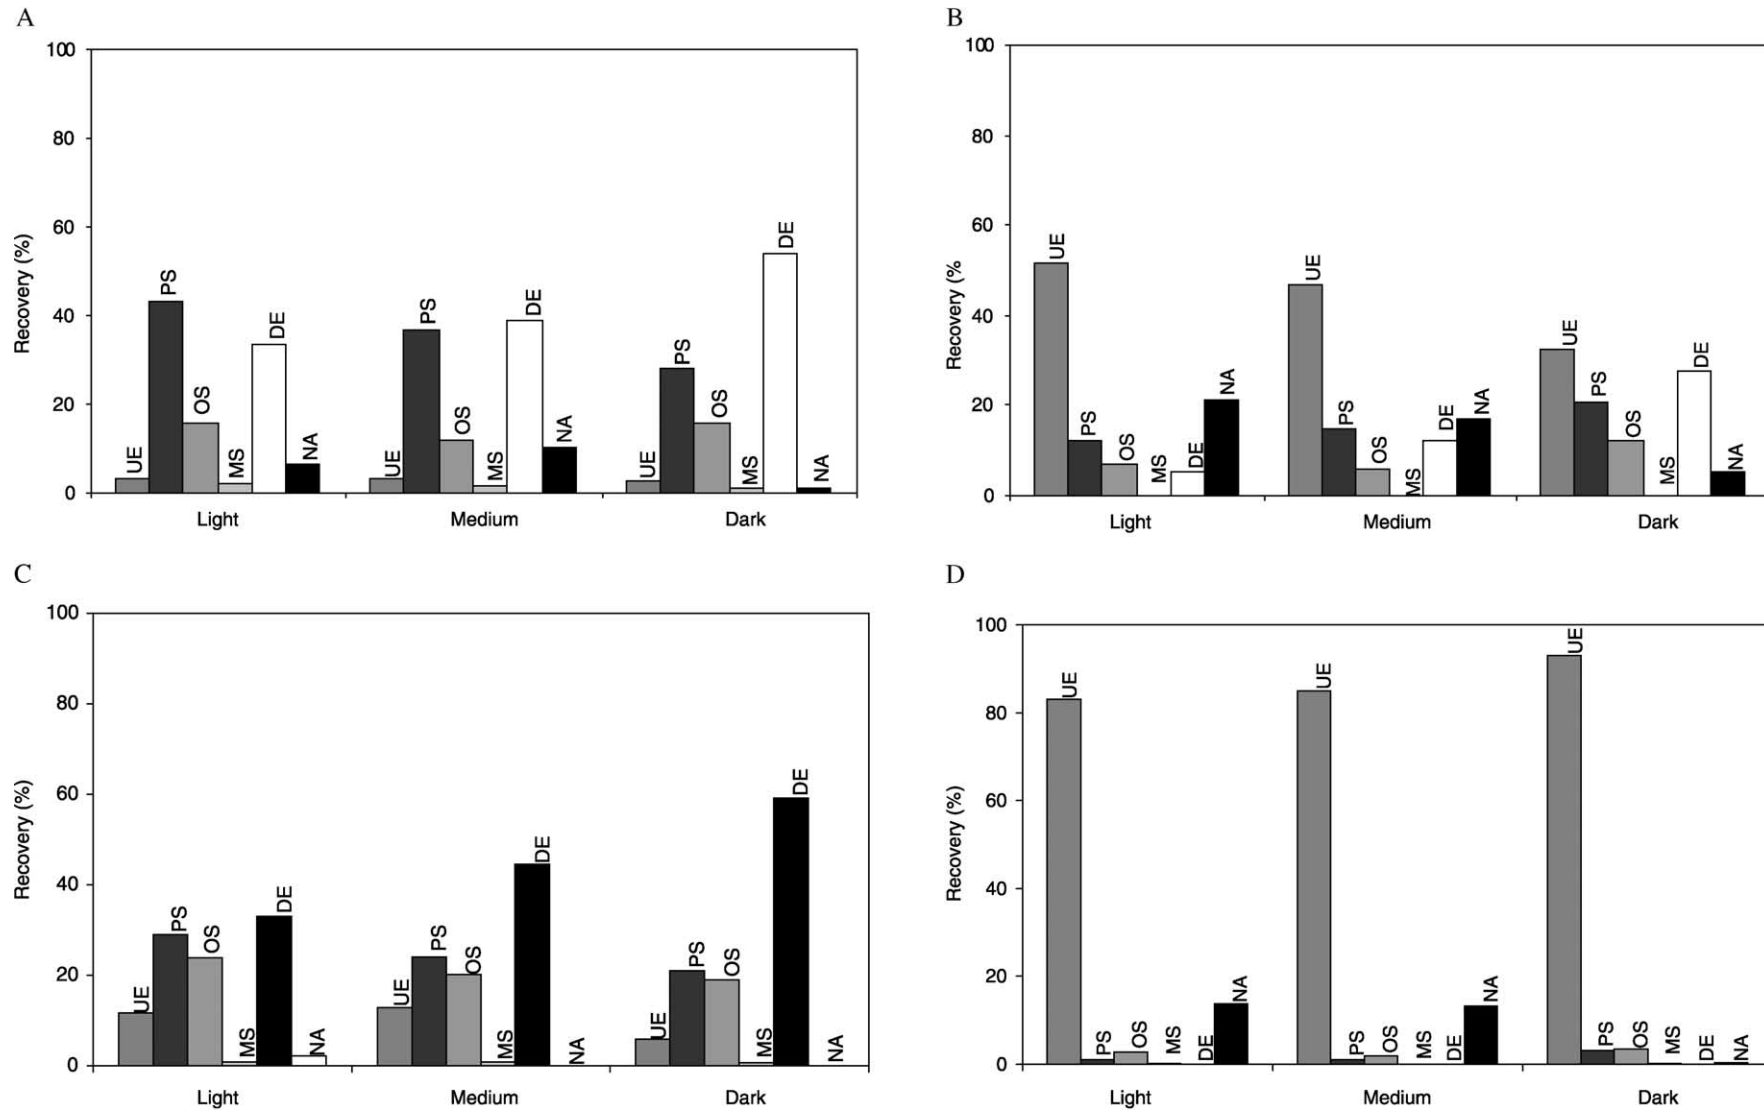 A
Recovery (%)
100
80
60
40
20
0
UE PS OS MS DE NA
UE PS OS MS DE NA
UE PS OS MS DE NA
Light Medium Dark
B
Recovery (%
100
80
60
40
20
0
UE PS OS MS DE NA
UE PS OS MS DE NA
UE PS OS MS DE NA
Light Medium Dark
C
Recovery (%)
100
80
60
40
20
0
UE PS OS MS DE NA
UE PS OS MS DE NA
UE PS OS MS DE NA
Light Medium Dark
D
Recovery (%)
100
80
60
40
20
0
UE PS OS MS DE NA
UE PS OS MS DE NA
UE PS OS MS DE NA
Light Medium Dark